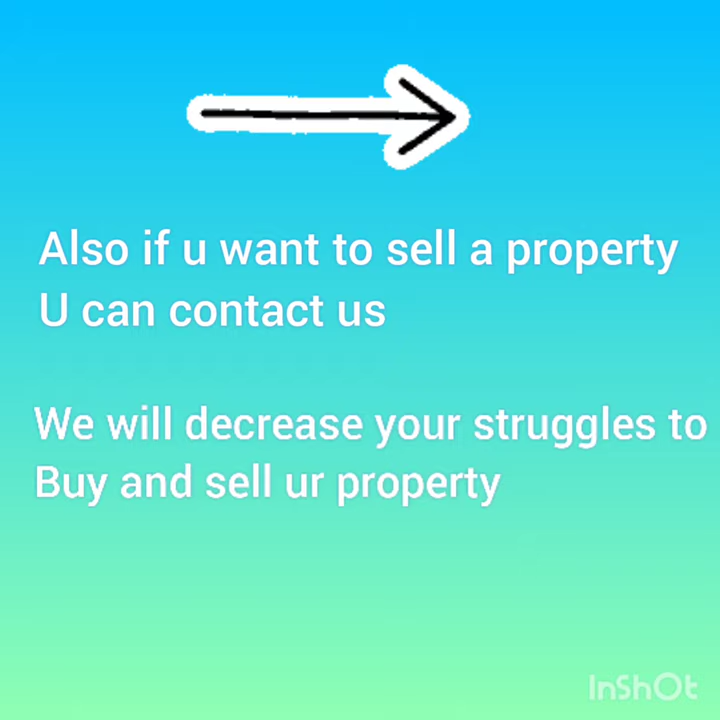 Also if u want to sell a property
U can contact us
We will decrease your struggles to
Buy and sell ur property
InShOt